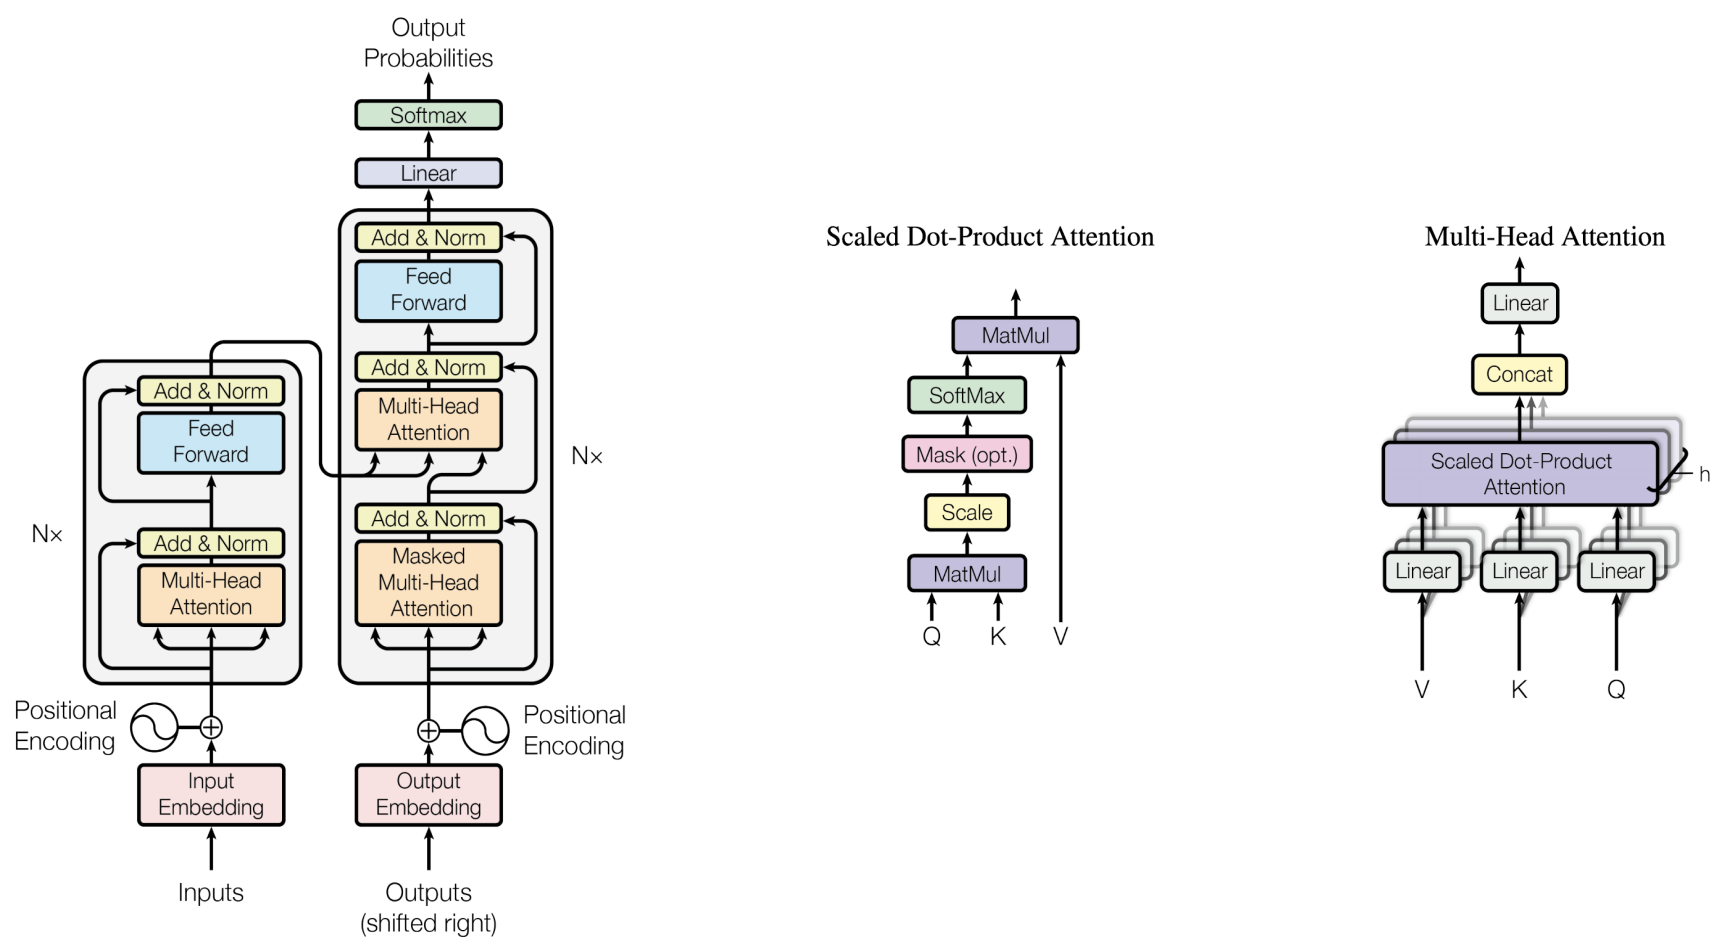 Output
Probabilities
Softmax
Linear
Add & Norm
Feed
Forward
Add & Norm
Multi-Head
Attention
Add & Norm
Masked
Multi-Head
Attention
N×
Positional
Encoding
Output
Embedding
Outputs
(shifted right)
Add & Norm
Feed
Forward
Add & Norm
Multi-Head
Attention
N×
Positional
Encoding
Input
Embedding
Inputs
Scaled Dot-Product Attention
MatMul
SoftMax
Mask (opt.)
Scale
MatMul
Q K V
Multi-Head Attention
Linear
Concat
Scaled Dot-Product
Attention
h
Linear Linear Linear
V K Q